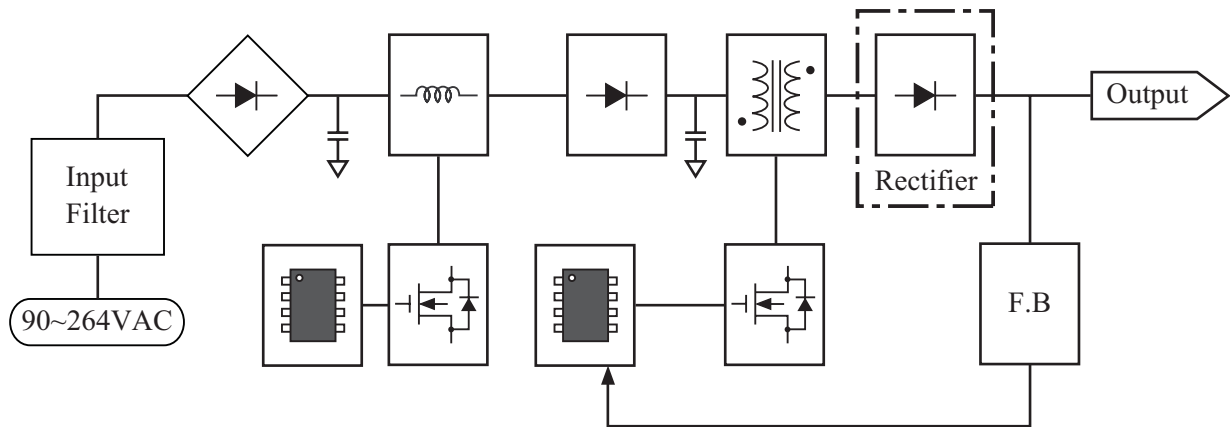 Input
Filter
90~264VAC
Rectifier
Output
F.B